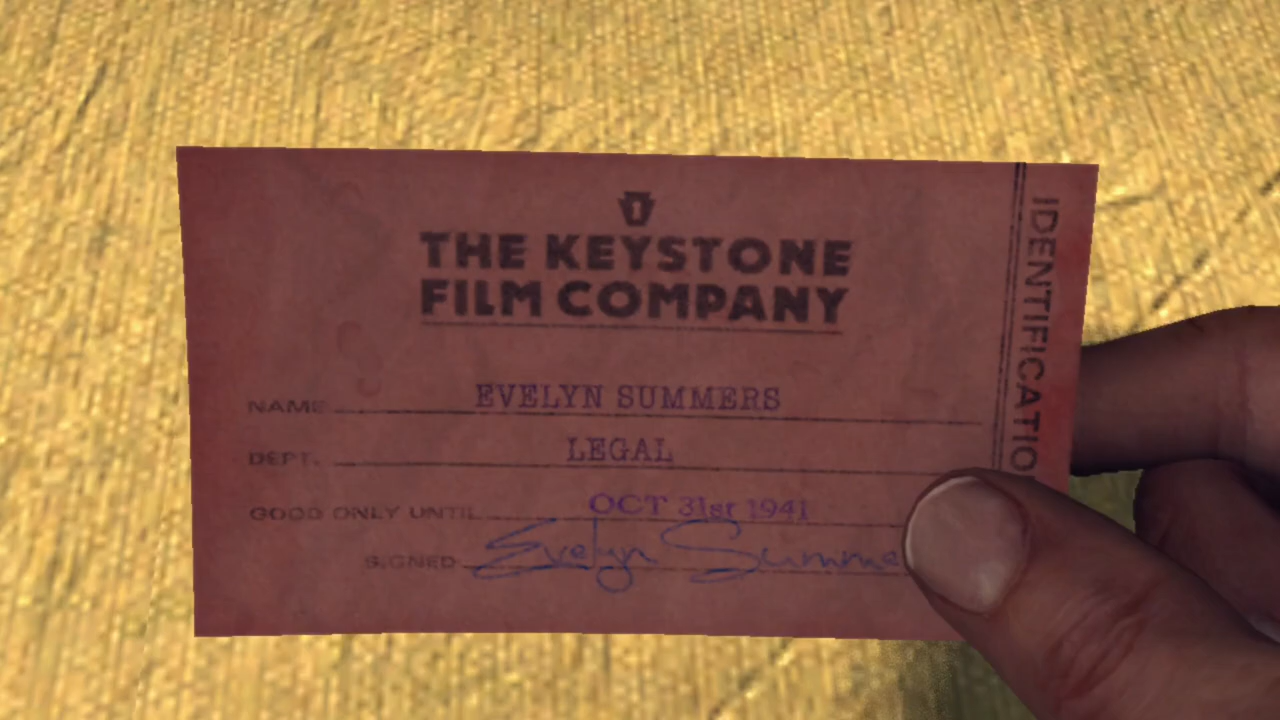 THE KEYSTONE
FILM COMPANY
NAME EVELYN SUMMERS
DEPT. LEGAL
GOOD ONLY UNTIL OCT 31st 1941
SIGNED Evelyn Summe
IDENTIFICATIO